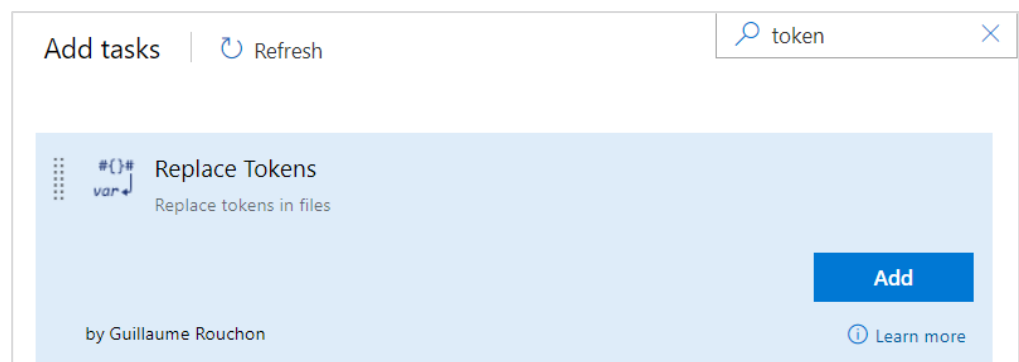 Add tasks
Refresh
token
#{}#
var
Replace Tokens
Replace tokens in files
Add
by Guillaume Rouchon
Learn more